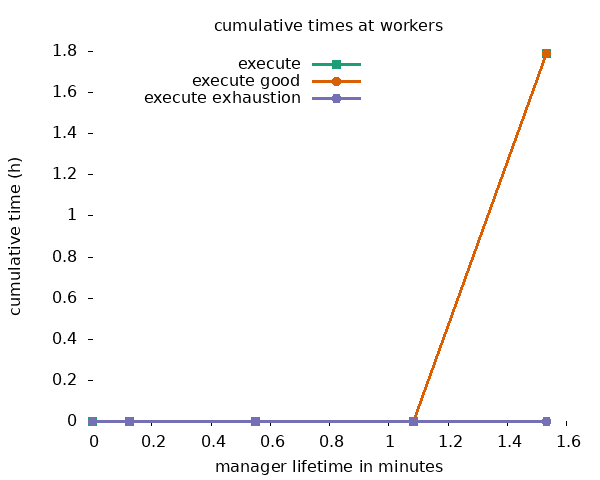 cumulative times at workers
execute
execute good
execute exhaustion
cumulative time (h)
1.8
1.6
1.4
1.2
1
0.8
0.6
0.4
0.2
0
0 0.2 0.4 0.6 0.8 1 1.2 1.4 1.6
manager lifetime in minutes